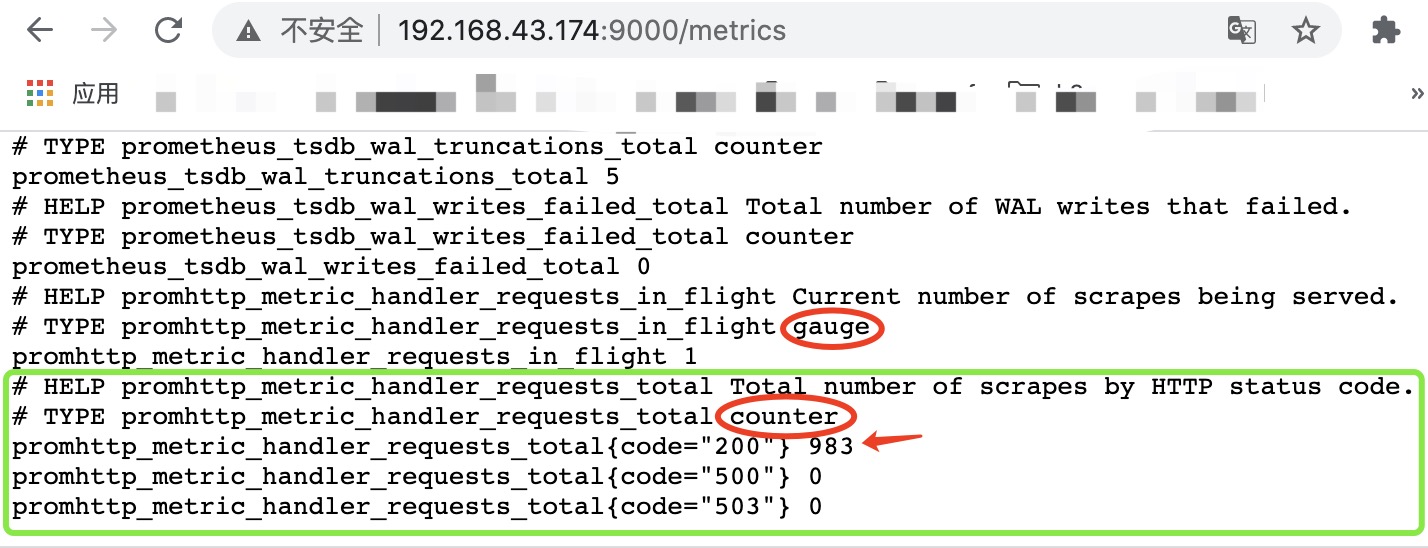 不安全 192.168.43.174:9000/metrics
应用 »
# TYPE prometheus_tsdb_wal_truncations_total counter
prometheus_tsdb_wal_truncations_total 5
# HELP prometheus_tsdb_wal_writes_failed_total Total number of WAL writes that failed.
# TYPE prometheus_tsdb_wal_writes_failed_total counter
prometheus_tsdb_wal_writes_failed_total 0
# HELP promhttp_metric_handler_requests_in_flight Current number of scrapes being served.
# TYPE promhttp_metric_handler_requests_in_flight gauge
promhttp_metric_handler_requests_in_flight 1
# HELP promhttp_metric_handler_requests_total Total number of scrapes by HTTP status code.
# TYPE promhttp_metric_handler_requests_total counter
promhttp_metric_handler_requests_total{code="200"} 983
promhttp_metric_handler_requests_total{code="500"} 0
promhttp_metric_handler_requests_total{code="503"} 0